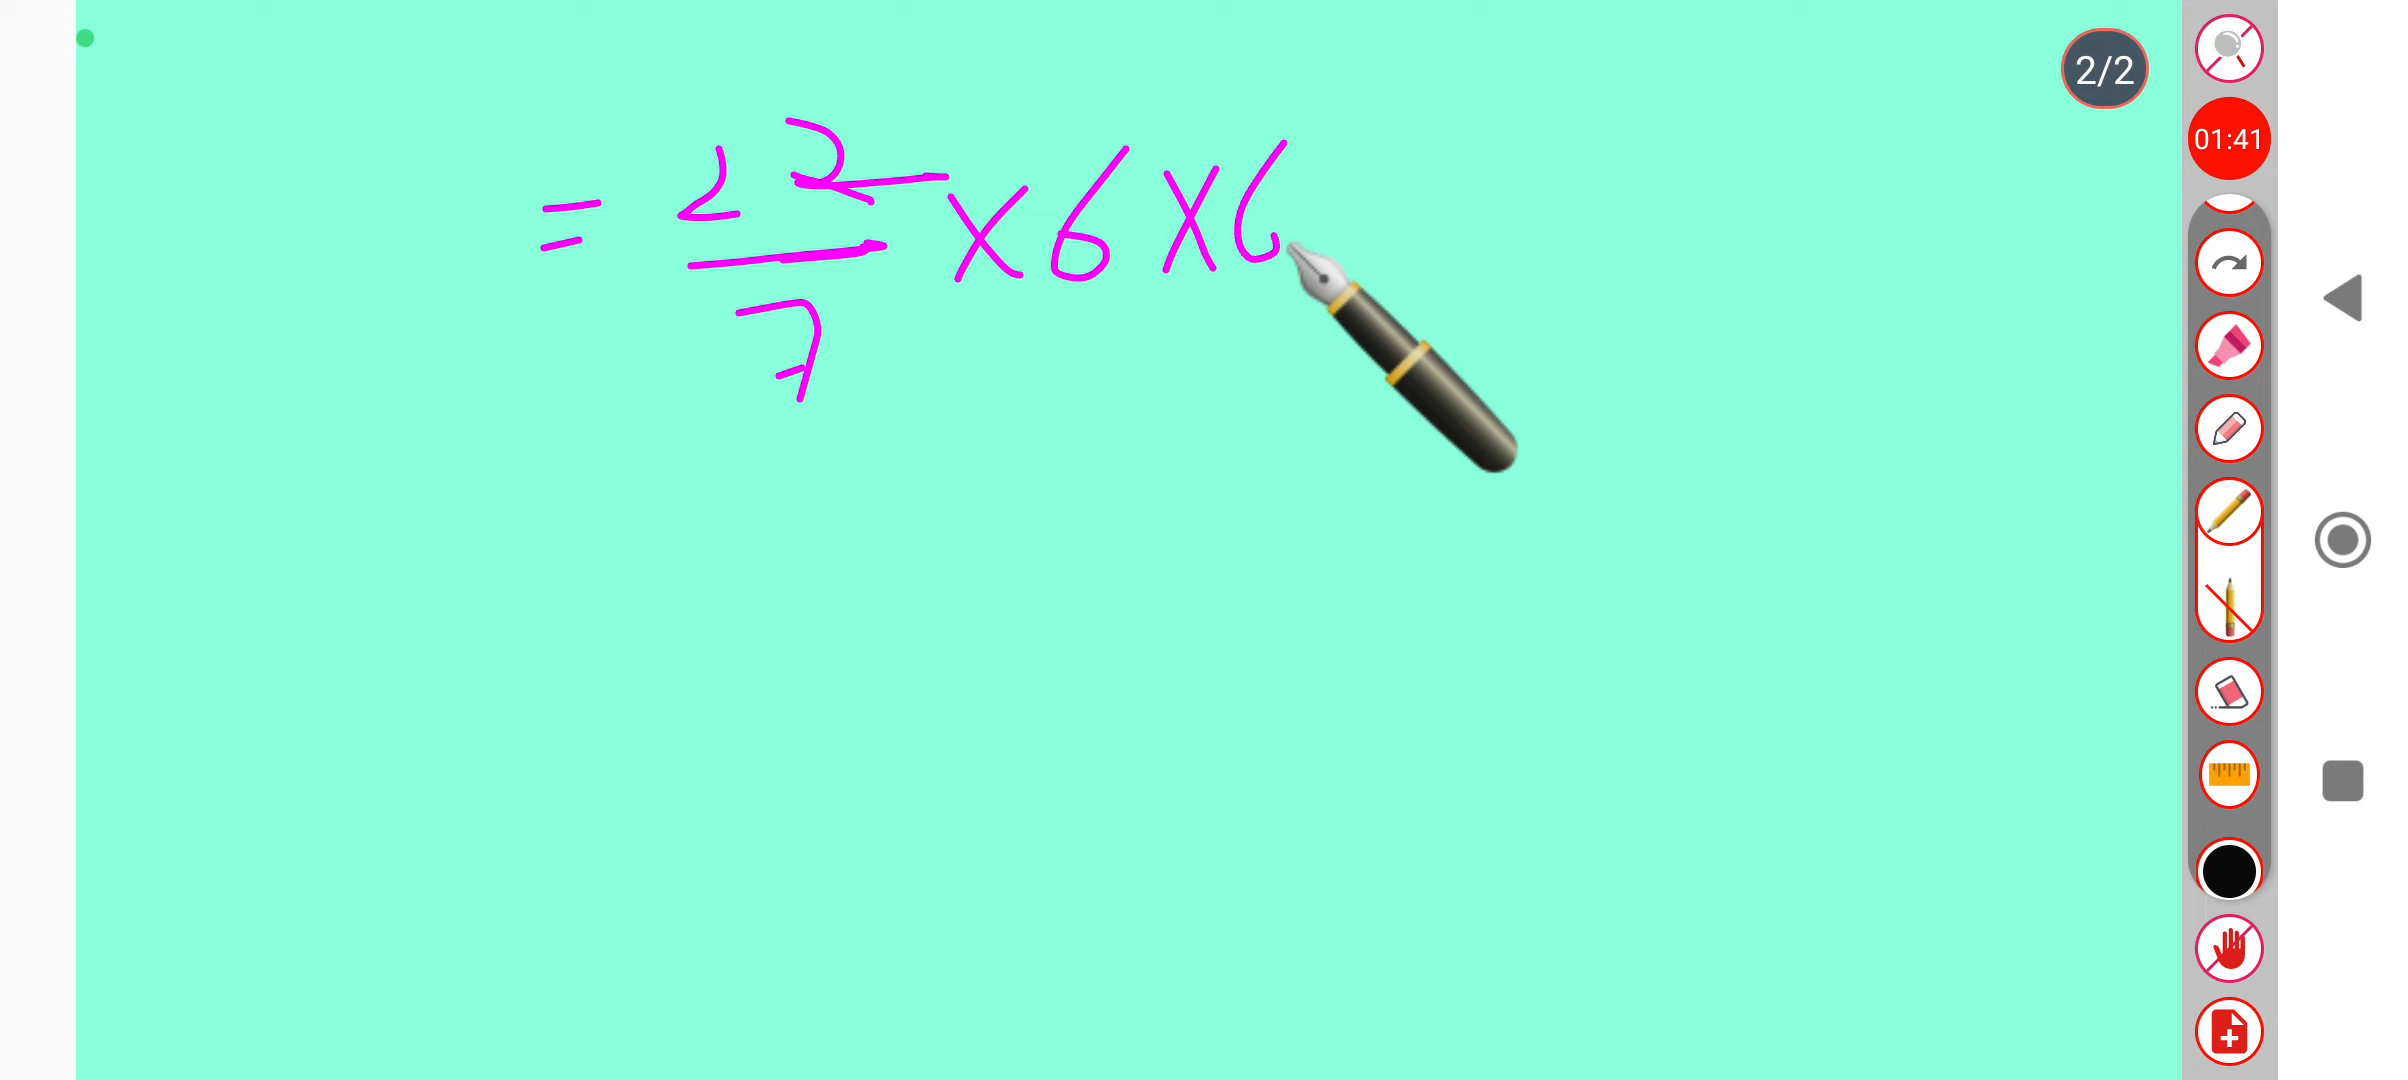 2/2
01:41
= 22/7 × 6 × 6